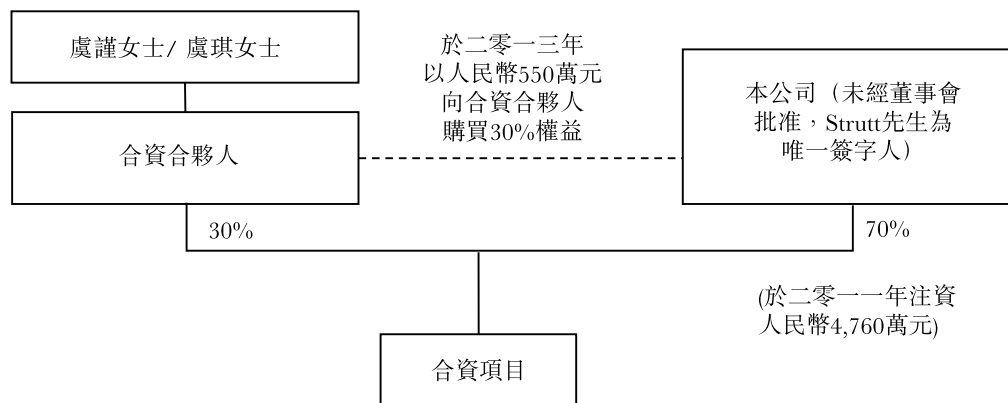 虞謹女士/ 虞琪女士
合資合夥人
於二零一三年
以人民幣550萬元
向合資合夥人
購買30%權益
本公司（未經董事會
批准，Strutt先生為
唯一簽字人）
30%
70%
(於二零一一年注資
人民幣4,760萬元)
合資項目